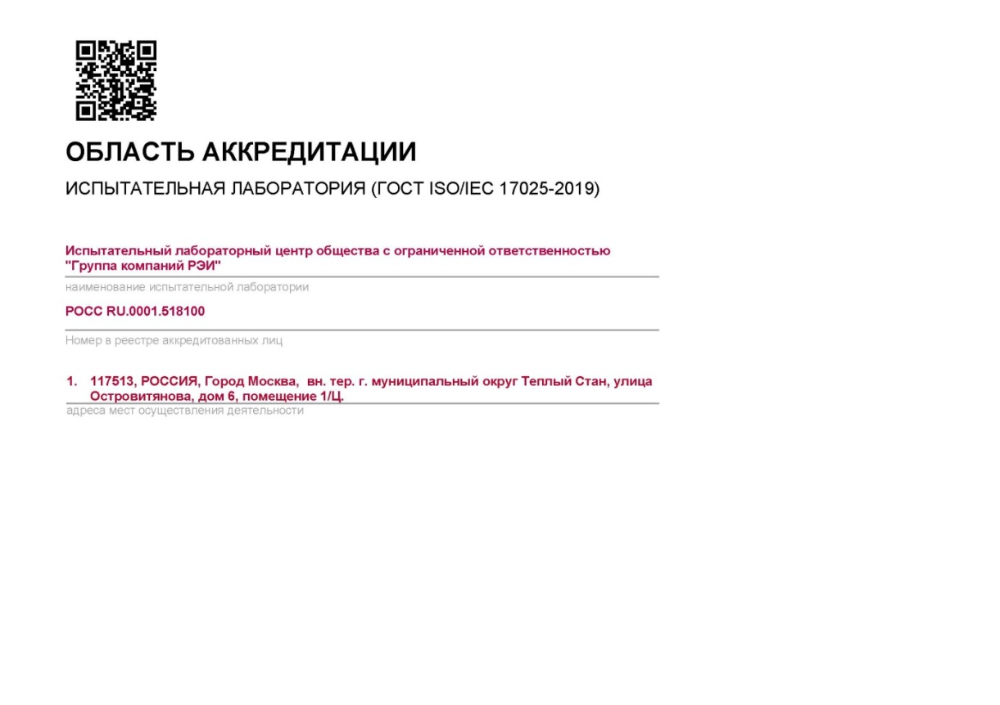 ОБЛАСТЬ АККРЕДИТАЦИИ
ИСПЫТАТЕЛЬНАЯ ЛАБОРАТОРИЯ (ГОСТ ISO/IEC 17025-2019)
Испытательный лабораторный центр общества с ограниченной ответственностью
"Группа компаний РЭИ"
наименование испытательной лаборатории
РОСС RU.0001.518100
Номер в реестре аккредитованных лиц
1. 117513, РОССИЯ, Город Москва, вн. тер. г. муниципальный округ Теплый Стан, улица
Островитянова, дом 6, помещение 1/Ц.
адреса мест осуществления деятельности